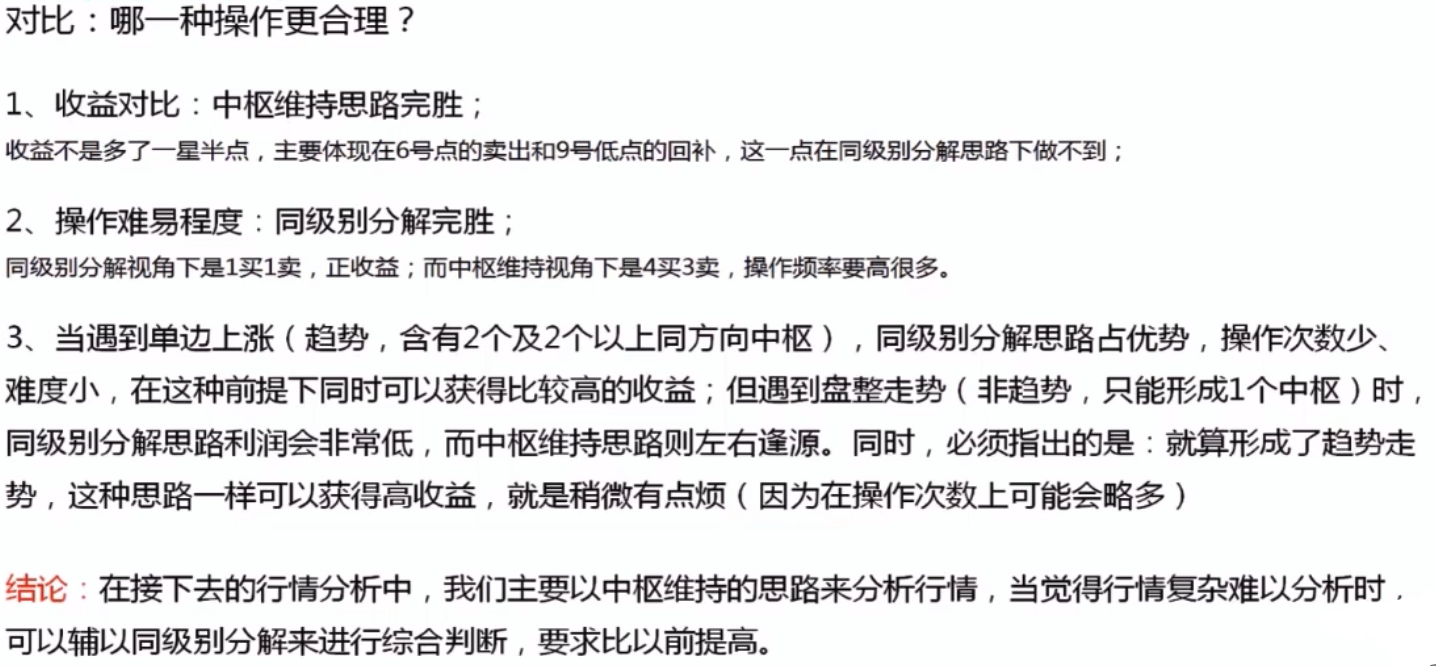 对比：哪一种操作更合理？
1、收益对比：中枢维持思路完胜；
收益不是多了一星半点，主要体现在6号点的卖出和9号低点的回补，这一点在同级别分解思路下做不到；
2、操作难易程度：同级别分解完胜；
同级别分解视角下是1买1卖，正收益；而中枢维持视角下是4买3卖，操作频率要高很多。
3、当遇到单边上涨（趋势，含有2个及2个以上同方向中枢），同级别分解思路占优势，操作次数少、
难度小，在这种前提下同时可以获得比较高的收益；但遇到盘整走势（非趋势，只能形成1个中枢）时，
同级别分解思路利润会非常低，而中枢维持思路则左右逢源。同时，必须指出的是：就算形成了趋势走
势，这种思路一样可以获得高收益，就是稍微有点烦（因为在操作次数上可能会略多）
结论：在接下去的行情分析中，我们主要以中枢维持的思路来分析行情，当觉得行情复杂难以分析时，
可以辅以同级别分解来进行综合判断，要求比以前提高。